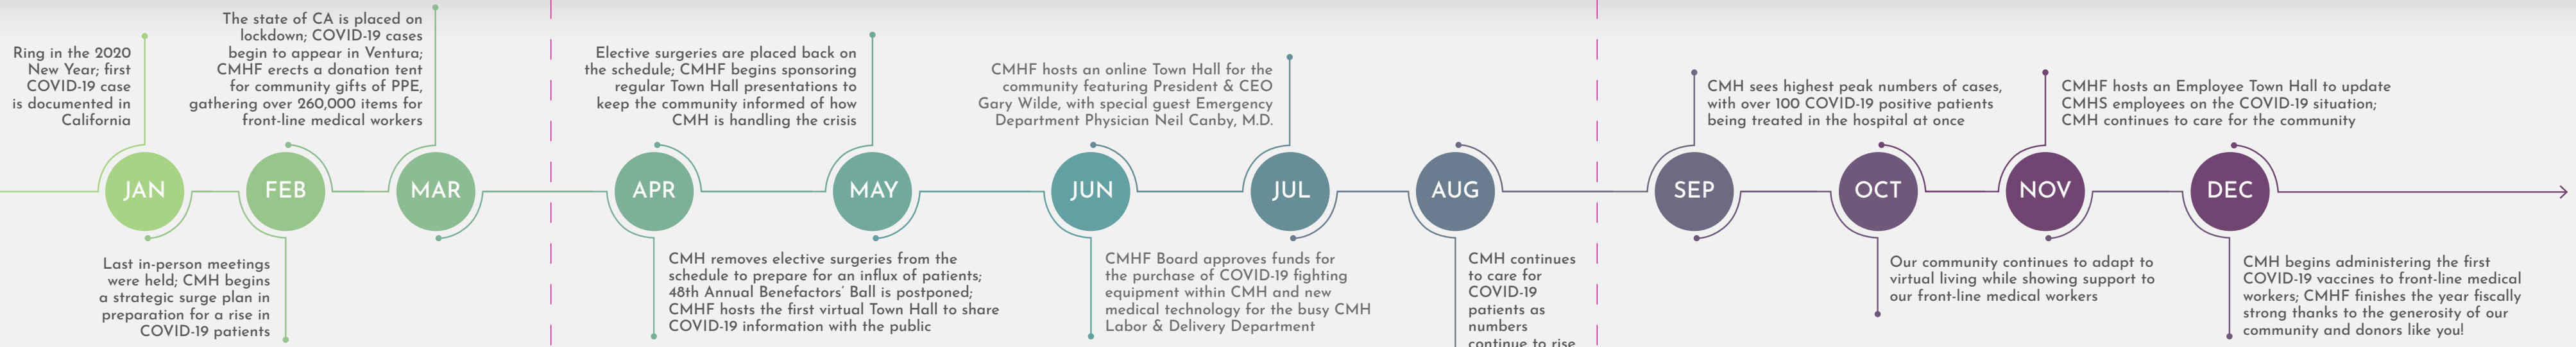 Ring in the 2020
New Year; first
COVID-19 case
is documented in
California
JAN
Last in-person meetings
were held; CMH begins
a strategic surge plan in
preparation for a rise in
COVID-19 patients
FEB
The state of CA is placed on
lockdown; COVID-19 cases
begin to appear in Ventura;
CMHF erects a donation tent
for community gifts of PPE,
gathering over 260,000 items for
front-line medical workers
MAR
APR
CMH removes elective surgeries from the
schedule to prepare for an influx of patients;
48th Annual Benefactors' Ball is postponed;
CMHF hosts the first virtual Town Hall to share
COVID-19 information with the public
Elective surgeries are placed back on
the schedule; CMHF begins sponsoring
regular Town Hall presentations to
keep the community informed of how
CMH is handling the crisis
MAY
JUN
CMHF Board approves funds for
the purchase of COVID-19 fighting
equipment within CMH and new
medical technology for the busy CMH
Labor & Delivery Department
CMHF hosts an online Town Hall for the
community featuring President & CEO
Gary Wilde, with special guest Emergency
Department Physician Neil Canby, M.D.
JUL
AUG
CMH continues
to care for
COVID-19
patients as
numbers
continue to rise
CMH sees highest peak numbers of cases,
with over 100 COVID-19 positive patients
being treated in the hospital at once
SEP
OCT
Our community continues to adapt to
virtual living while showing support to
our front-line medical workers
CMHF hosts an Employee Town Hall to update
CMHS employees on the COVID-19 situation;
CMH continues to care for the community
NOV
DEC
CMH begins administering the first
COVID-19 vaccines to front-line medical
workers; CMHF finishes the year fiscally
strong thanks to the generosity of our
community and donors like you!